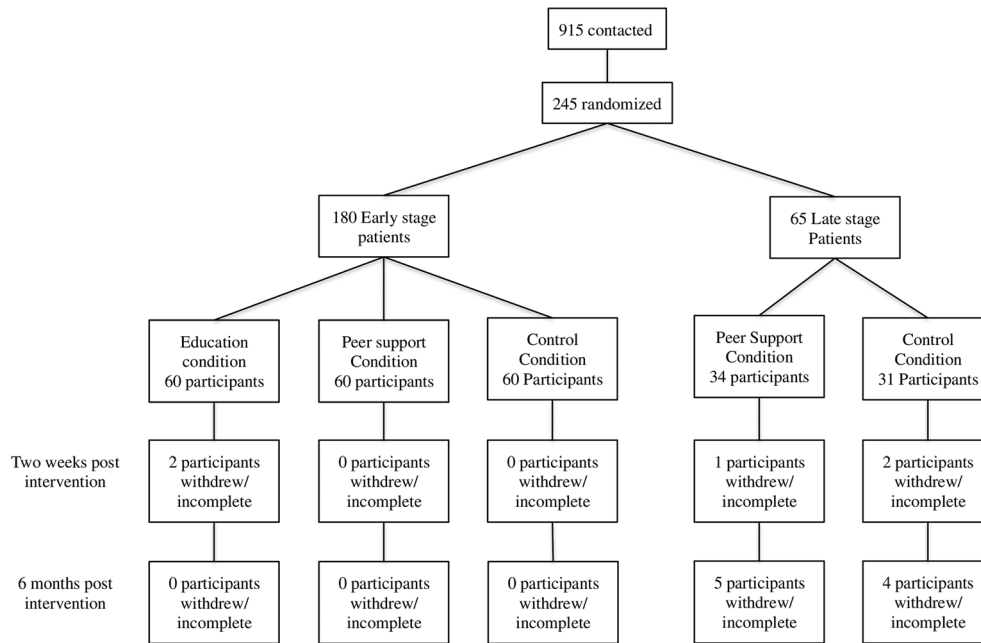 915 contacted
245 randomized
180 Early stage
patients
65 Late stage
Patients
Education
condition
60 participants
Peer support
Condition
60 participants
Control
Condition
60 Participants
Peer Support
Condition
34 participants
Control
Condition
31 Participants
Two weeks post
intervention
2 participants
withdrew/
incomplete
0 participants
withdrew/
incomplete
0 participants
withdrew/
incomplete
1 participants
withdrew/
incomplete
2 participants
withdrew/
incomplete
6 months post
intervention
0 participants
withdrew/
incomplete
0 participants
withdrew/
incomplete
0 participants
withdrew/
incomplete
5 participants
withdrew/
incomplete
4 participants
withdrew/
incomplete